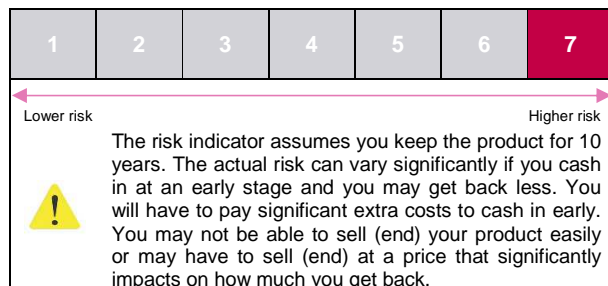 1 2 3 4 5 6 7
Lower risk Higher risk
The risk indicator assumes you keep the product for 10
years. The actual risk can vary significantly if you cash
in at an early stage and you may get back less. You
will have to pay significant extra costs to cash in early.
You may not be able to sell (end) your product easily
or may have to sell (end) at a price that significantly
impacts on how much you get back.